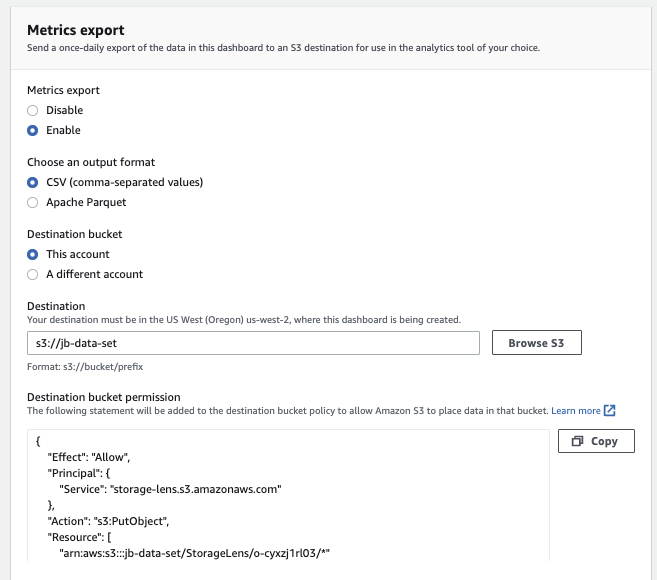 Metrics export
Send a once-daily export of the data in this dashboard to an S3 destination for use in the analytics tool of your choice.
Metrics export
Disable
Enable
Choose an output format
CSV (comma-separated values)
Apache Parquet
Destination bucket
This account
A different account
Destination
Your destination must be in the US West (Oregon) us-west-2, where this dashboard is being created.
s3://jb-data-set
Browse S3
Format: s3://bucket/prefix
Destination bucket permission
The following statement will be added to the destination bucket policy to allow Amazon S3 to place data in that bucket. Learn more
Copy
{
"Effect": "Allow",
"Principal": {
"Service": "storage-lens.s3.amazonaws.com"
},
"Action": "s3:PutObject",
"Resource": [
"arn:aws:s3:::jb-data-set/StorageLens/o-cyxzj1rl03/*"